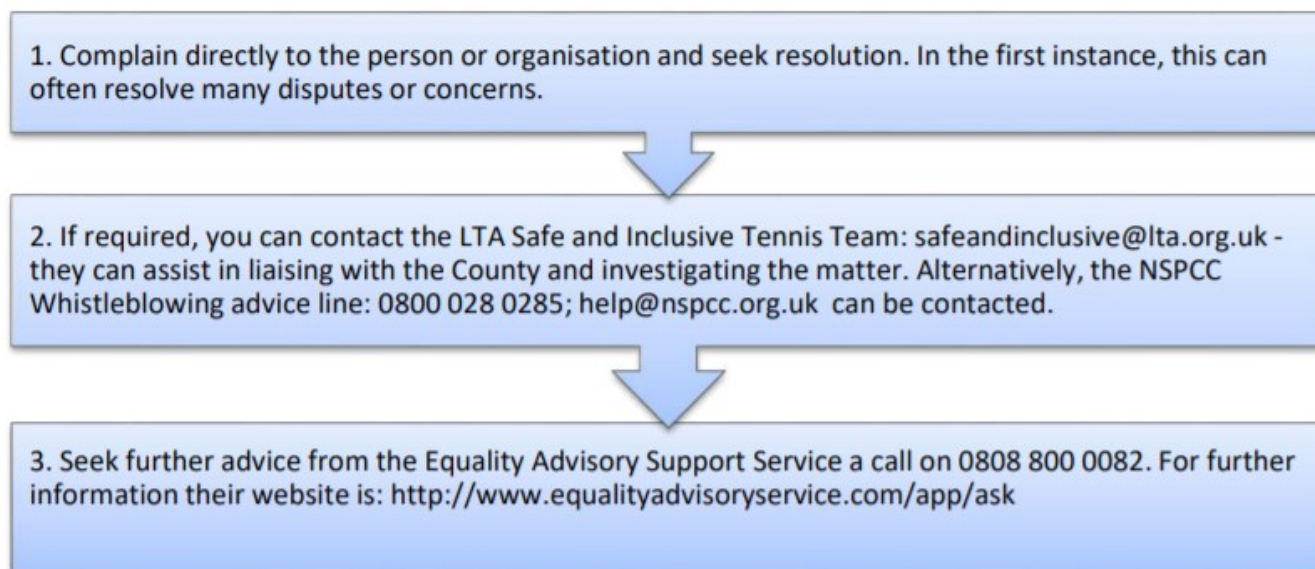 1. Complain directly to the person or organisation and seek resolution. In the first instance, this can
often resolve many disputes or concerns.
2. If required, you can contact the LTA Safe and Inclusive Tennis Team: safeandinclusive@lta.org.uk -
they can assist in liaising with the County and investigating the matter. Alternatively, the NSPCC
Whistleblowing advice line: 0800 028 0285; help@nspcc.org.uk can be contacted.
3. Seek further advice from the Equality Advisory Support Service a call on 0808 800 0082. For further
information their website is: http://www.equalityadvisoryservice.com/app/ask